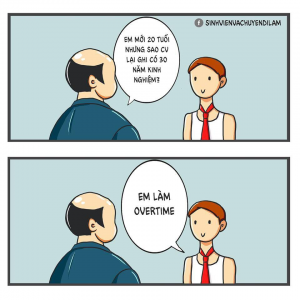 SINHVIENVACHUYENDILAM
EM MỚI 20 TUỔI
NHƯNG SAO CV
LẠI GHI CÓ 30
NĂM KINH
NGHIỆM?
EM LÀM
OVERTIME